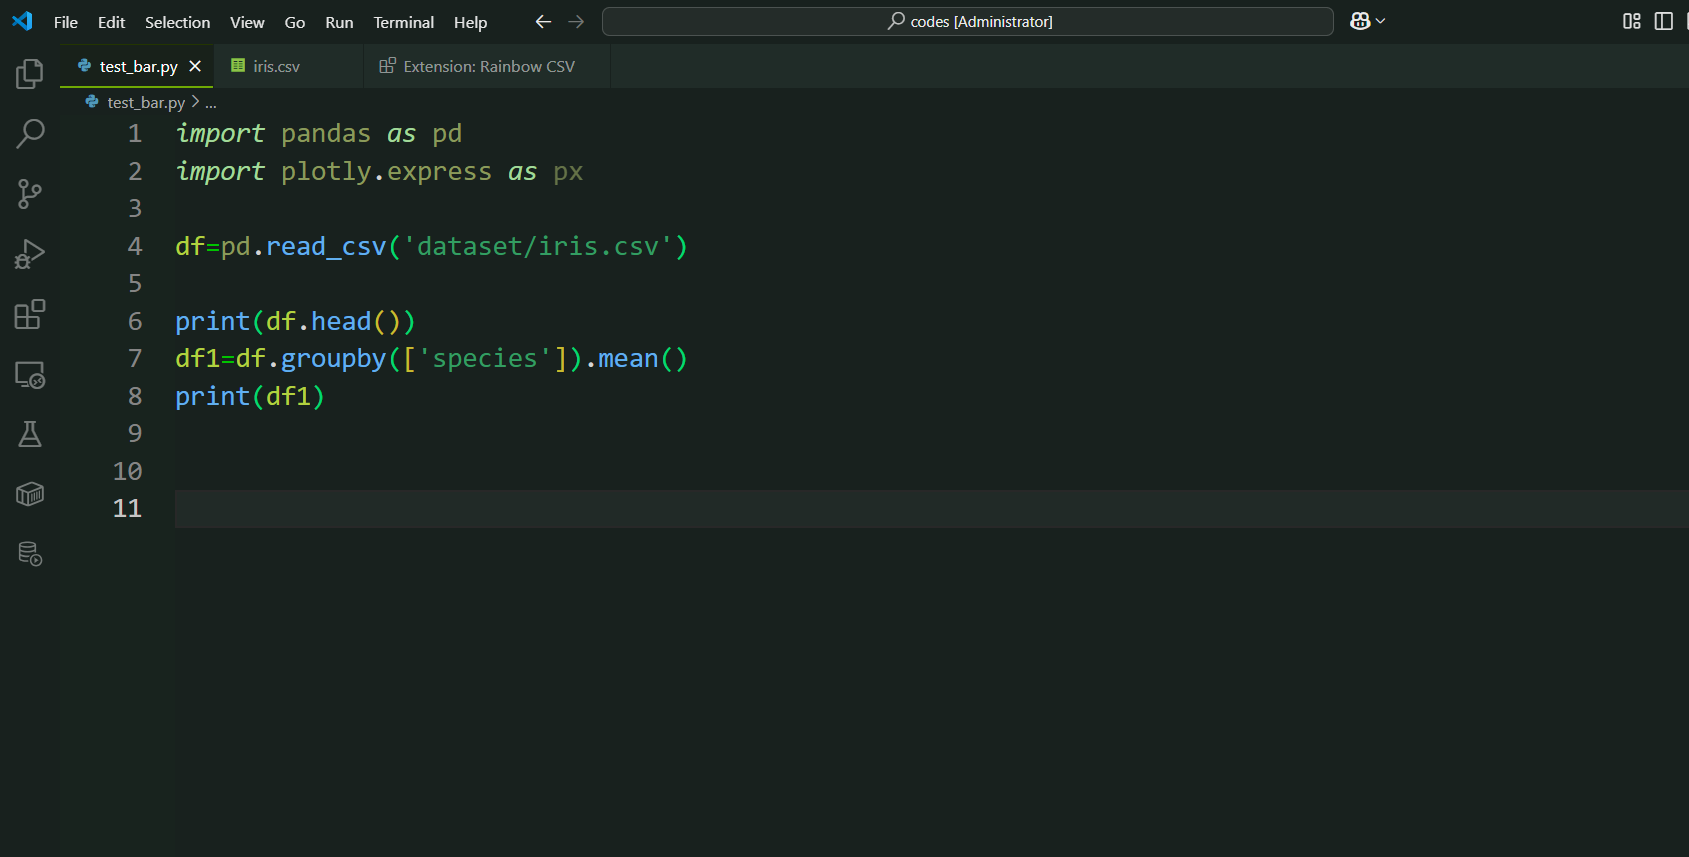 File Edit Selection View Go Run Terminal Help codes [Administrator]
test_bar.py iris.csv Extension: Rainbow CSV
test_bar.py > ...
1 import pandas as pd
2 import plotly.express as px
3
4 df=pd.read_csv('dataset/iris.csv')
5
6 print(df.head())
7 df1=df.groupby(['species']).mean()
8 print(df1)
9
10
11